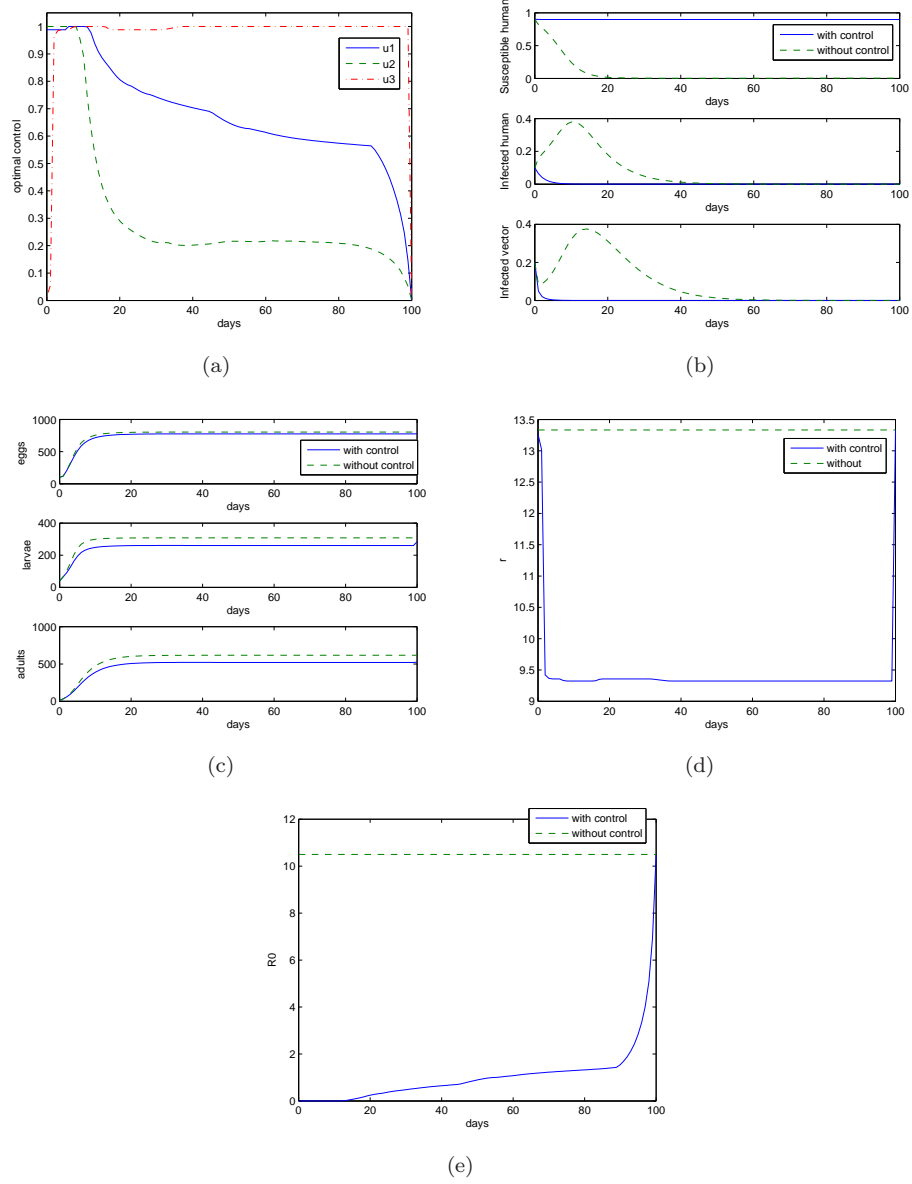 1
0.9
0.8
0.7
0.6
0.5
0.4
0.3
0.2
0.1
0
0 20 40 60 80 100
optimal control
days
u1
u2
u3
(a)
1
0.5
0
0 20 40 60 80 100
Susceptible human
days
with control
without control
0.4
0.2
0
0 20 40 60 80 100
Infected human
days
0.4
0.2
0
0 20 40 60 80 100
Infected vector
days
(b)
1000
500
0
0 20 40 60 80 100
eggs
days
with control
without control
400
200
0
0 20 40 60 80 100
larvae
days
1000
500
0
0 20 40 60 80 100
adults
days
(c)
13.5
13
12.5
12
11.5
11
10.5
10
9.5
9
0 20 40 60 80 100
r
days
with control
without
(d)
12
10
8
6
4
2
0
0 20 40 60 80 100
R0
days
with control
without control
(e)